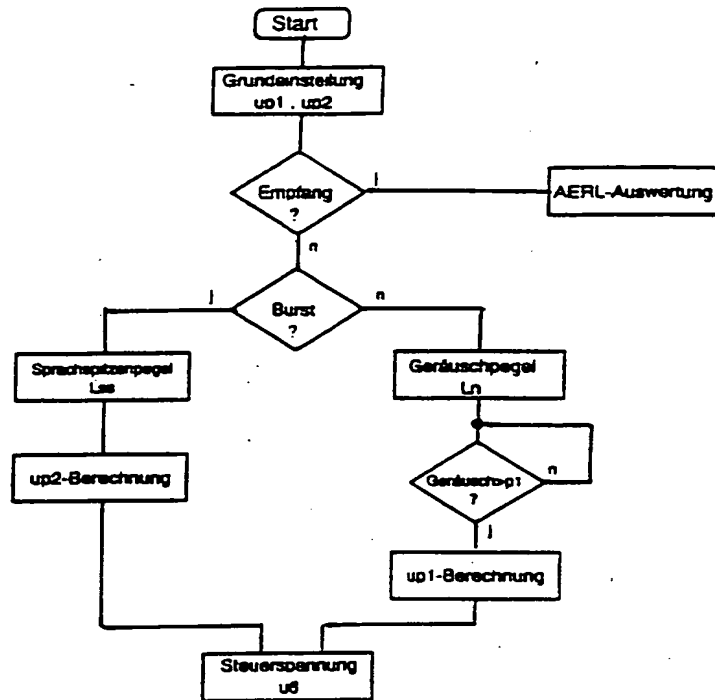 Start
Grundeinstellung
up1 , up2
Empfang
?
j
AERL-Auswertung
n
j
Burst
?
n
Sprachspitzenpegel
Lss
Geräuschpegel
Ln
up2-Berechnung
Geräusch>p1
?
n
j
up1-Berechnung
Steuerspannung